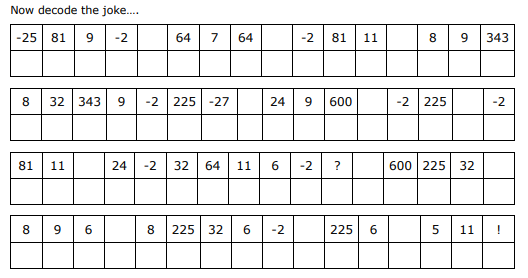 Now decode the joke....
-25 81 9 -2 64 7 64 -2 81 11 8 9 343
8 32 343 9 -2 225 -27 24 9 600 -2 225 -2
81 11 24 -2 32 64 11 6 -2 ? 600 225 32
8 9 6 8 225 32 6 -2 225 6 5 11 !